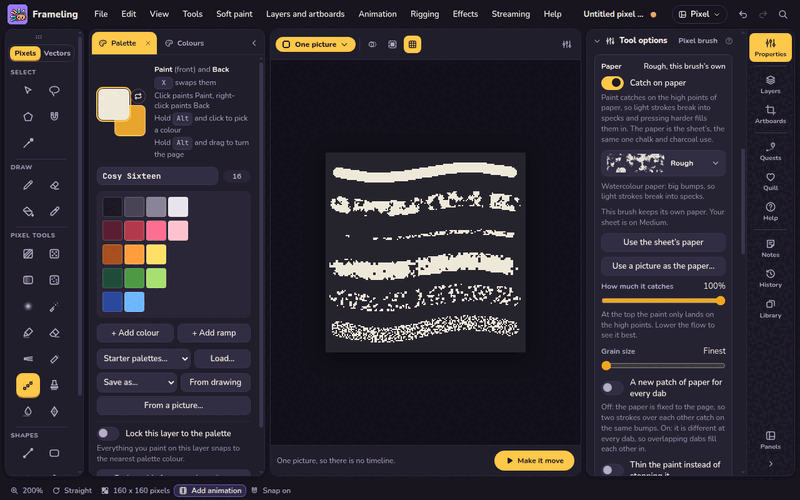 Frameling File Edit View Tools Soft paint Layers and artboards Animation Rigging Effects Streaming Help Untitled pixel ... Pixel
Pixels Vectors
SELECT
DRAW
PIXEL TOOLS
SHAPES
Palette Colours
Paint (front) and Back
X swaps them
Click paints Paint, right-
click paints Back
Hold Alt and click to pick
a colour
Hold Alt and drag to turn
the page
Cosy Sixteen 16
+ Add colour + Add ramp
Starter palettes... Load...
Save as... From drawing
From a picture...
Lock this layer to the palette
Everything you paint on this layer snaps to
the nearest palette colour.
One picture
One picture, so there is no timeline. Make it move
Tool options Pixel brush
Paper Rough, this brush's own
Catch on paper
Paint catches on the high points of
paper, so light strokes break into
specks and pressing harder fills
them in. The paper is the sheet's, the
same one chalk and charcoal use.
Rough
Watercolour paper: big bumps, so
light strokes break into specks.
This brush keeps its own paper. Your
sheet is on Medium.
Use the sheet's paper
Use a picture as the paper...
How much it catches 100%
At the top the paint only lands on
the high points. Lower the flow to
see it best.
Grain size Finest
A new patch of paper for
every dab
Off: the paper is fixed to the page, so
two strokes over each other catch on
the same bumps. On: it is different at
every dab, so overlapping dabs fill
each other in.
Thin the paint instead of
stopping it
Properties
Layers
Artboards
Quests
Quill
Help
Notes
History
Library
Panels
200% Straight 160 x 160 pixels Add animation Snap on